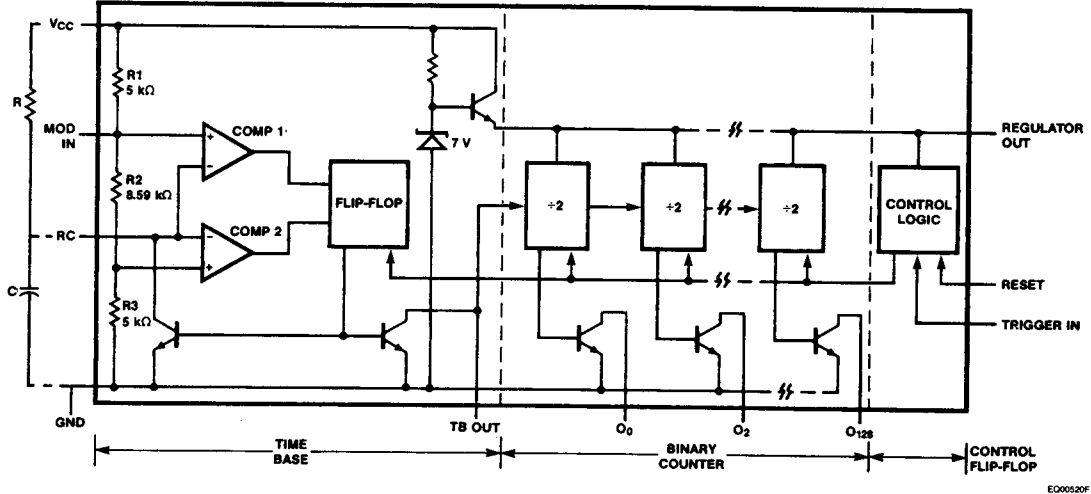 VCC
R1
5 kΩ
R
MOD
IN
COMP 1
+
−
7 V
REGULATOR
OUT
R2
8.59 kΩ
FLIP-FLOP
÷2
÷2
÷2
CONTROL
LOGIC
RC
COMP 2
−
+
C
R3
5 kΩ
RESET
TRIGGER IN
GND
TB OUT
O0
O2
O128
TIME
BASE
BINARY
COUNTER
CONTROL
FLIP-FLOP
EQ00520F